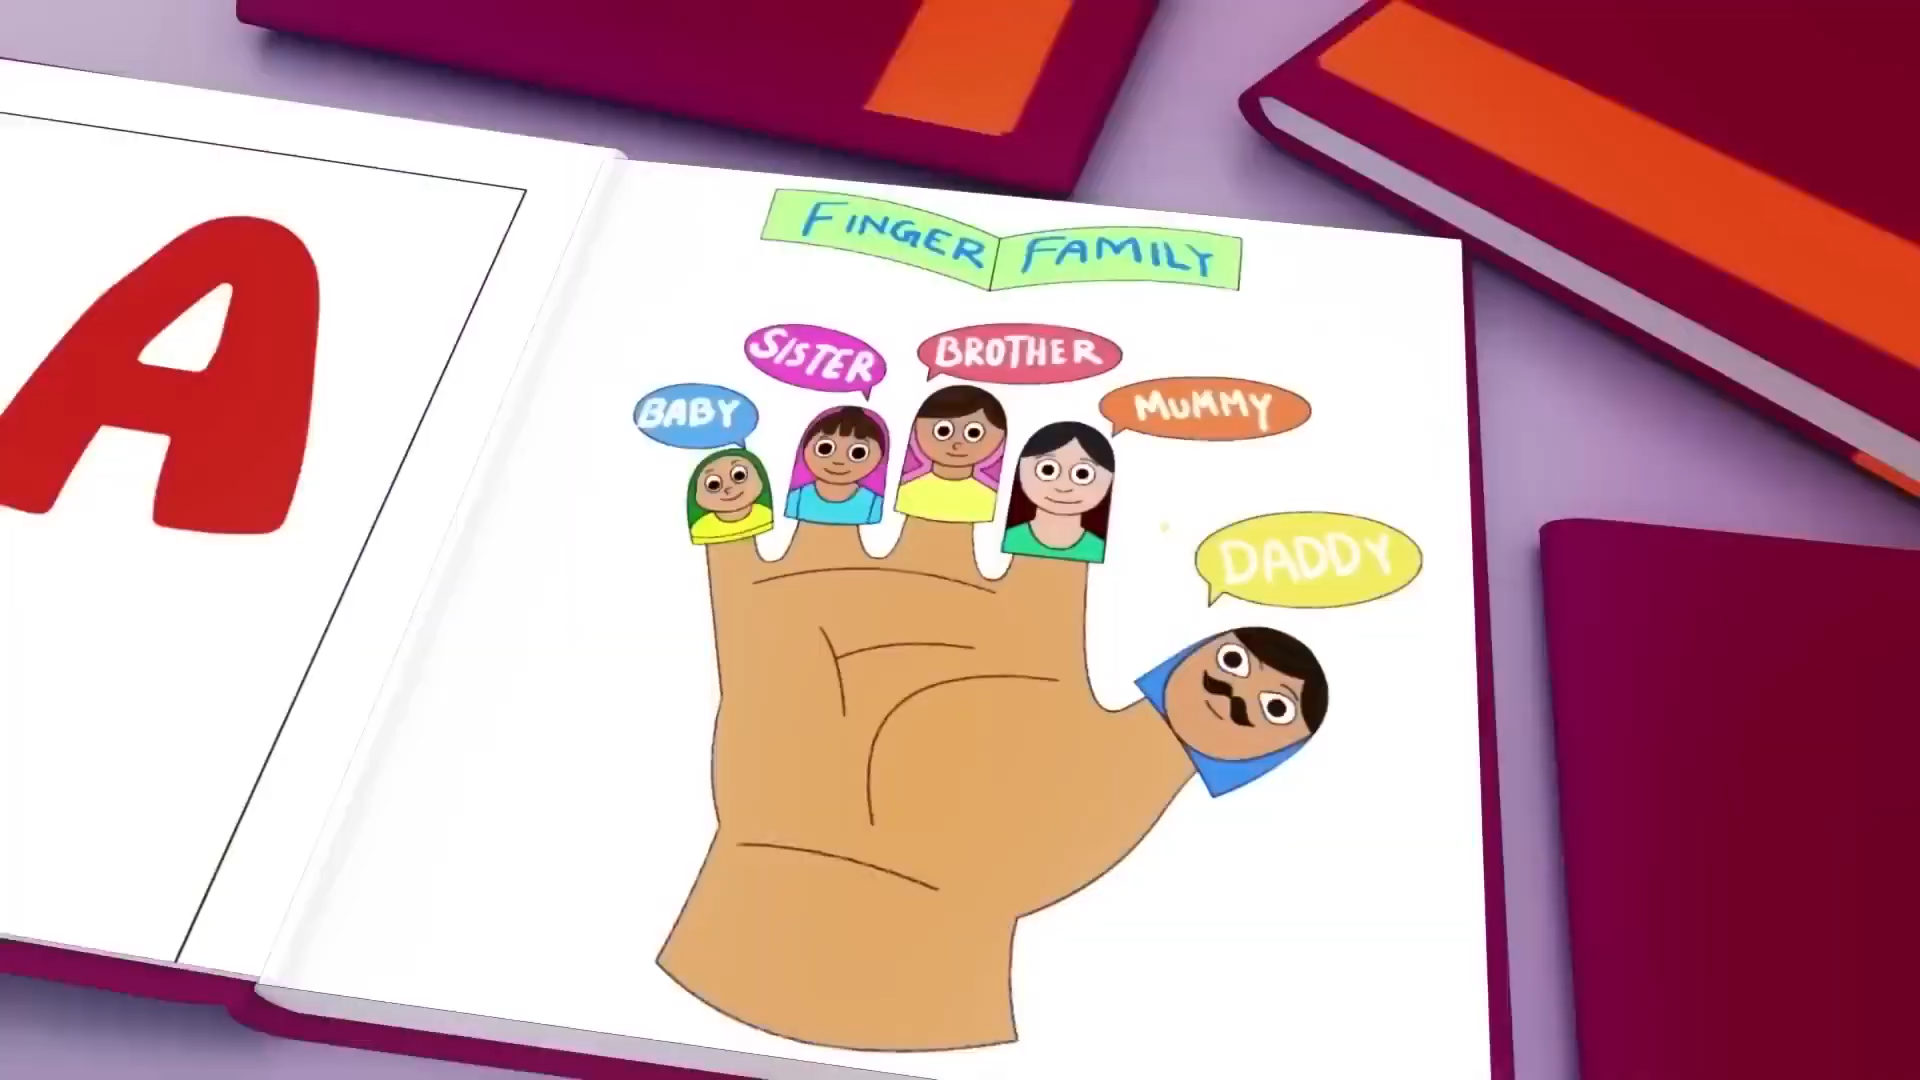 A
FINGER FAMILY
SISTER
BROTHER
BABY
MUMMY
DADDY